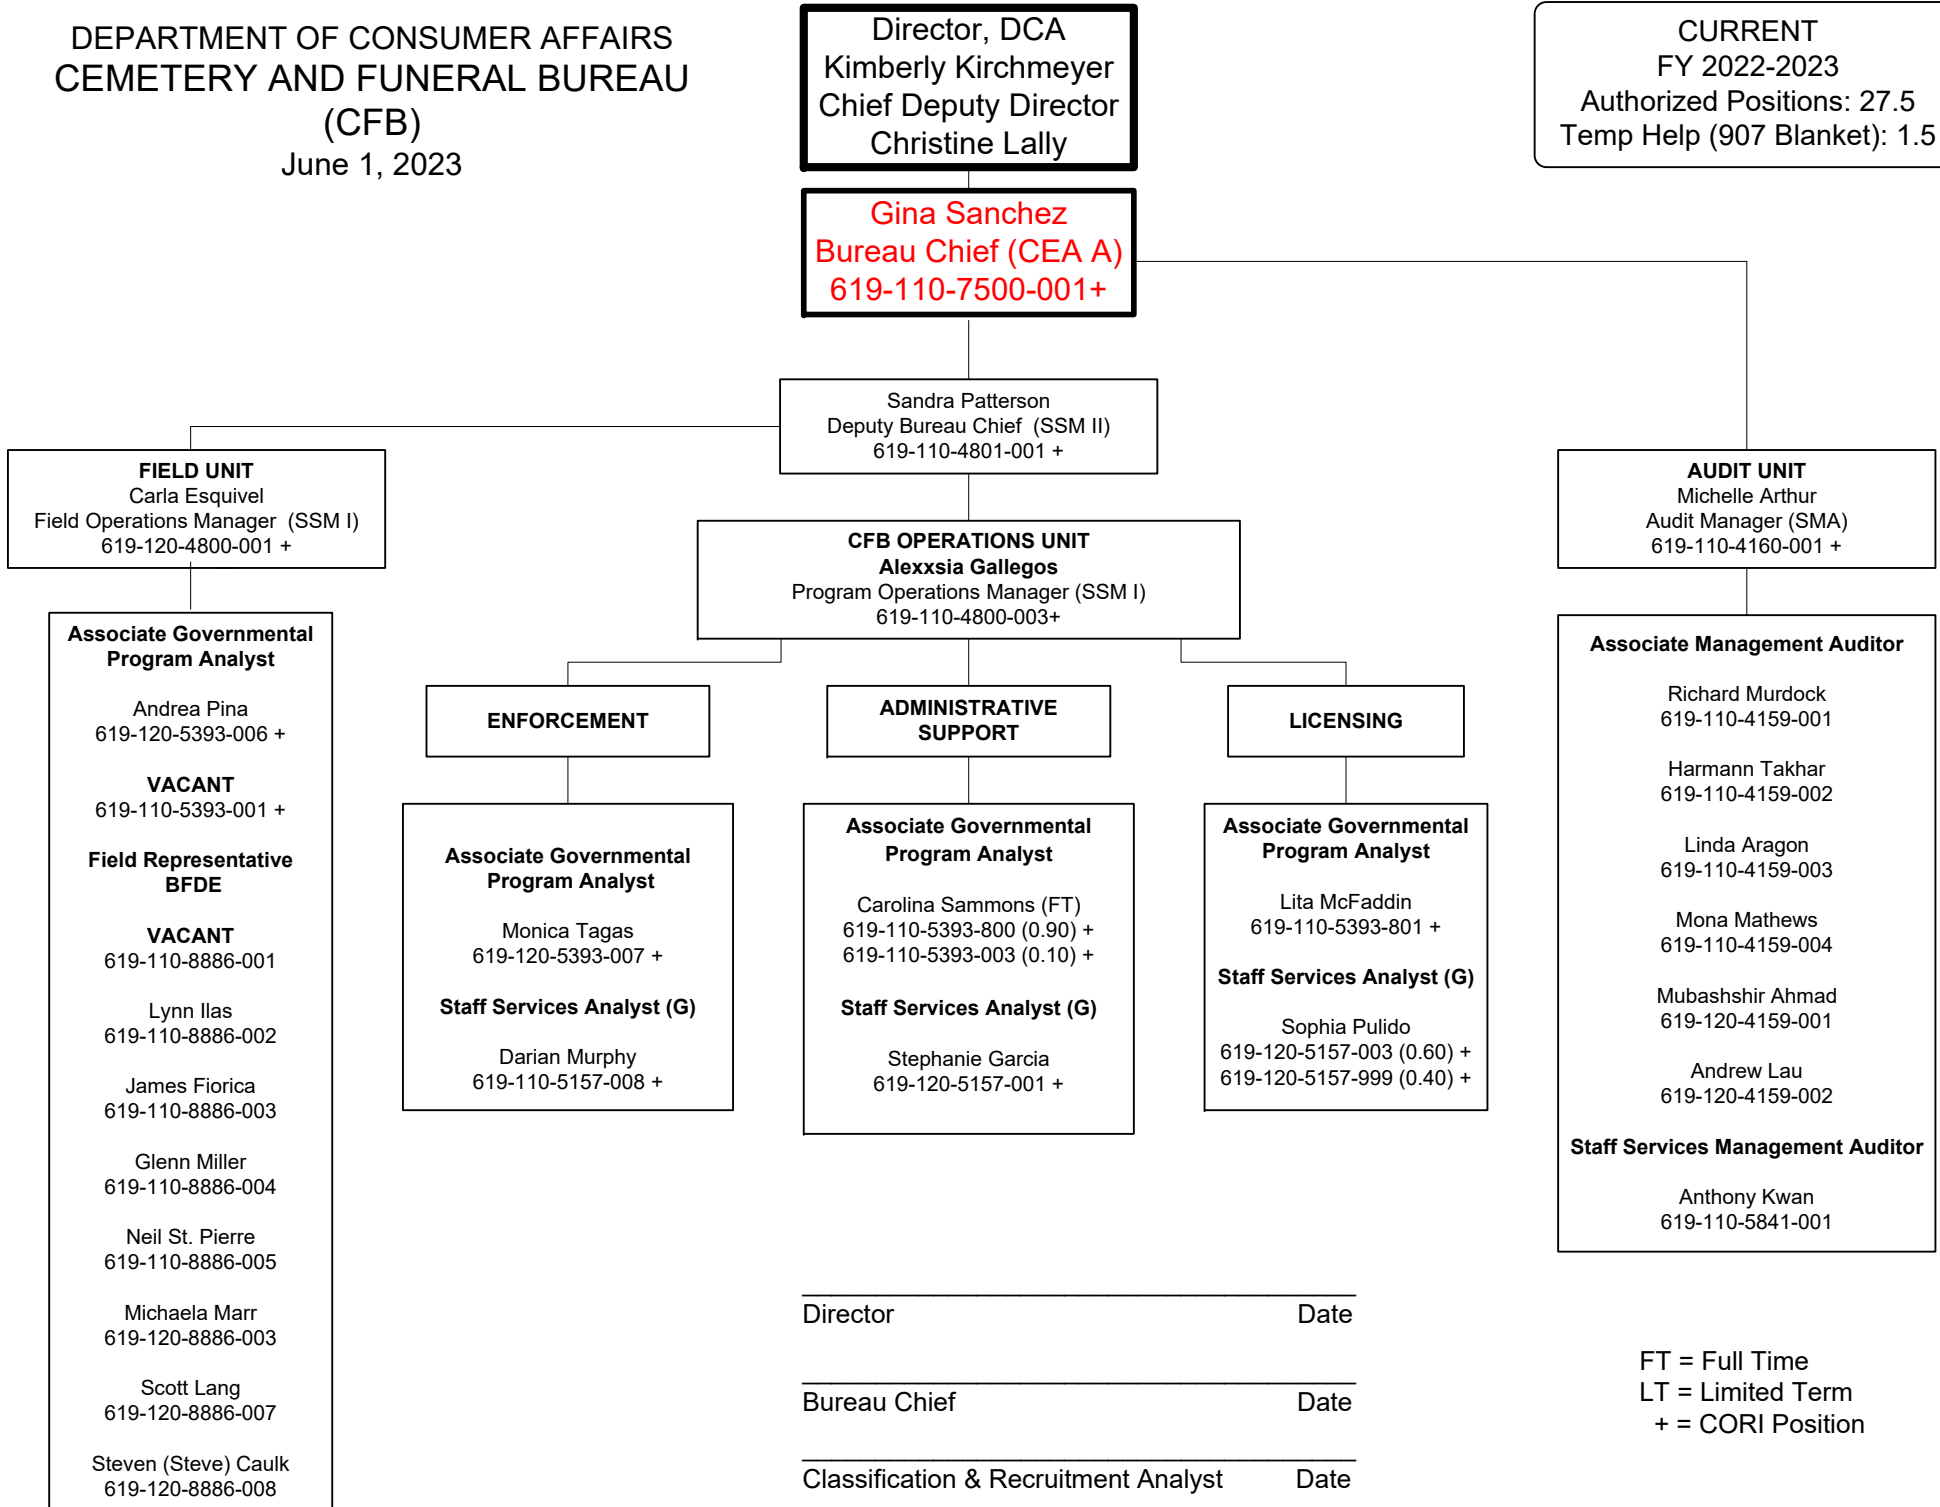 DEPARTMENT OF CONSUMER AFFAIRS
CEMETERY AND FUNERAL BUREAU
(CFB)
June 1, 2023
Director, DCA
Kimberly Kirchmeyer
Chief Deputy Director
Christine Lally
CURRENT
FY 2022-2023
Authorized Positions: 27.5
Temp Help (907 Blanket): 1.5
Gina Sanchez
Bureau Chief (CEA A)
619-110-7500-001+
Sandra Patterson
Deputy Bureau Chief (SSM II)
619-110-4801-001 +
FIELD UNIT
Carla Esquivel
Field Operations Manager (SSM I)
619-120-4800-001 +
CFB OPERATIONS UNIT
Alexxsia Gallegos
Program Operations Manager (SSM I)
619-110-4800-003+
AUDIT UNIT
Michelle Arthur
Audit Manager (SMA)
619-110-4160-001 +
Associate Governmental
Program Analyst
Andrea Pina
619-120-5393-006 +
VACANT
619-110-5393-001 +
Field Representative
BFDE
VACANT
619-110-8886-001
Lynn Ilas
619-110-8886-002
James Fiorica
619-110-8886-003
Glenn Miller
619-110-8886-004
Neil St. Pierre
619-110-8886-005
Michaela Marr
619-120-8886-003
Scott Lang
619-120-8886-007
Steven (Steve) Caulk
619-120-8886-008
ENFORCEMENT
Associate Governmental
Program Analyst
Monica Tagas
619-120-5393-007 +
Staff Services Analyst (G)
Darian Murphy
619-110-5157-008 +
ADMINISTRATIVE
SUPPORT
Associate Governmental
Program Analyst
Carolina Sammons (FT)
619-110-5393-800 (0.90) +
619-110-5393-003 (0.10) +
Staff Services Analyst (G)
Stephanie Garcia
619-120-5157-001 +
LICENSING
Associate Governmental
Program Analyst
Lita McFaddin
619-110-5393-801 +
Staff Services Analyst (G)
Sophia Pulido
619-120-5157-003 (0.60) +
619-120-5157-999 (0.40) +
Associate Management Auditor
Richard Murdock
619-110-4159-001
Harmann Takhar
619-110-4159-002
Linda Aragon
619-110-4159-003
Mona Mathews
619-110-4159-004
Mubashshir Ahmad
619-120-4159-001
Andrew Lau
619-120-4159-002
Staff Services Management Auditor
Anthony Kwan
619-110-5841-001
Director Date
Bureau Chief Date
Classification & Recruitment Analyst Date
FT = Full Time
LT = Limited Term
+ = CORI Position